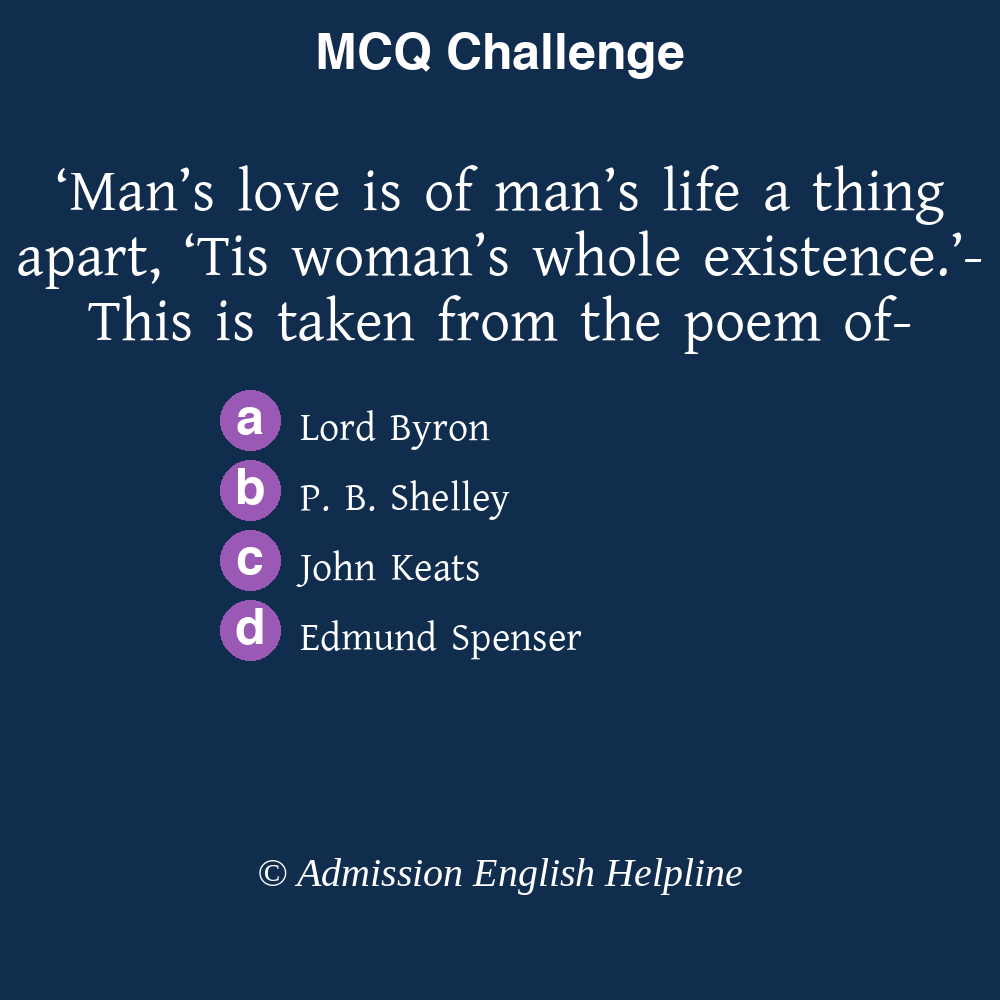 MCQ Challenge
‘Man’s love is of man’s life a thing
apart, ‘Tis woman’s whole existence.’-
This is taken from the poem of-
a Lord Byron
b P. B. Shelley
c John Keats
d Edmund Spenser
© Admission English Helpline